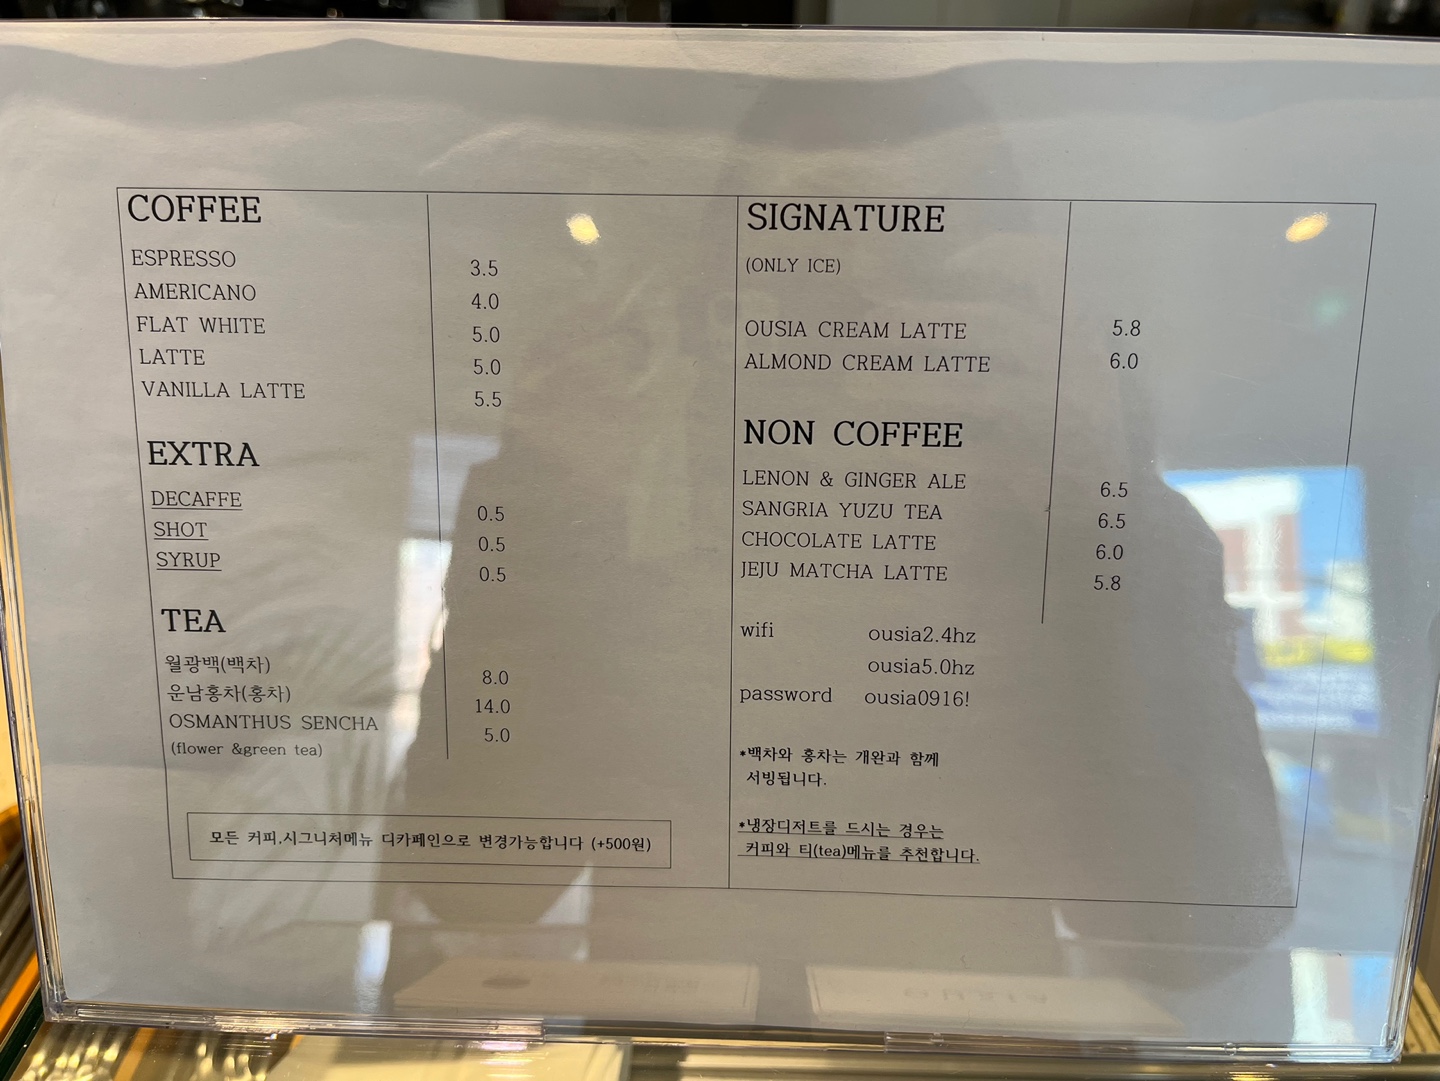 COFFEE
ESPRESSO 3.5
AMERICANO 4.0
FLAT WHITE 5.0
LATTE 5.0
VANILLA LATTE 5.5
EXTRA
DECAFFE 0.5
SHOT 0.5
SYRUP 0.5
TEA
월광백(백차) 8.0
운남홍차(홍차) 14.0
OSMANTHUS SENCHA 5.0
(flower &green tea)
모든 커피.시그니처메뉴 디카페인으로 변경가능합니다 (+500원)
SIGNATURE
(ONLY ICE)
OUSIA CREAM LATTE 5.8
ALMOND CREAM LATTE 6.0
NON COFFEE
LENON & GINGER ALE 6.5
SANGRIA YUZU TEA 6.5
CHOCOLATE LATTE 6.0
JEJU MATCHA LATTE 5.8
wifi ousia2.4hz
ousia5.0hz
password ousia0916!
*백차와 홍차는 개완과 함께
서빙됩니다.
*냉장디저트를 드시는 경우는
커피와 티(tea)메뉴를 추천합니다.